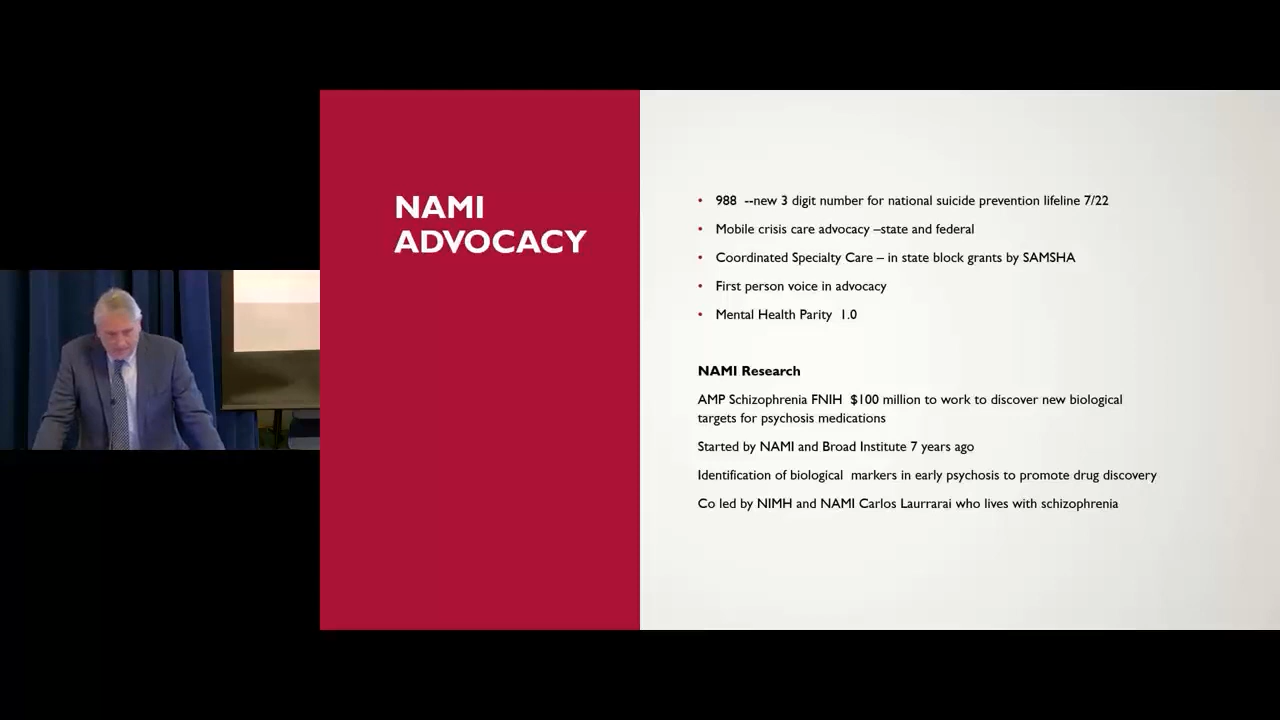 NAMI
ADVOCACY
• 988 --new 3 digit number for national suicide prevention lifeline 7/22
• Mobile crisis care advocacy –state and federal
• Coordinated Specialty Care – in state block grants by SAMSHA
• First person voice in advocacy
• Mental Health Parity 1.0
NAMI Research
AMP Schizophrenia FNIH $100 million to work to discover new biological
targets for psychosis medications
Started by NAMI and Broad Institute 7 years ago
Identification of biological markers in early psychosis to promote drug discovery
Co led by NIMH and NAMI Carlos Laurrarai who lives with schizophrenia